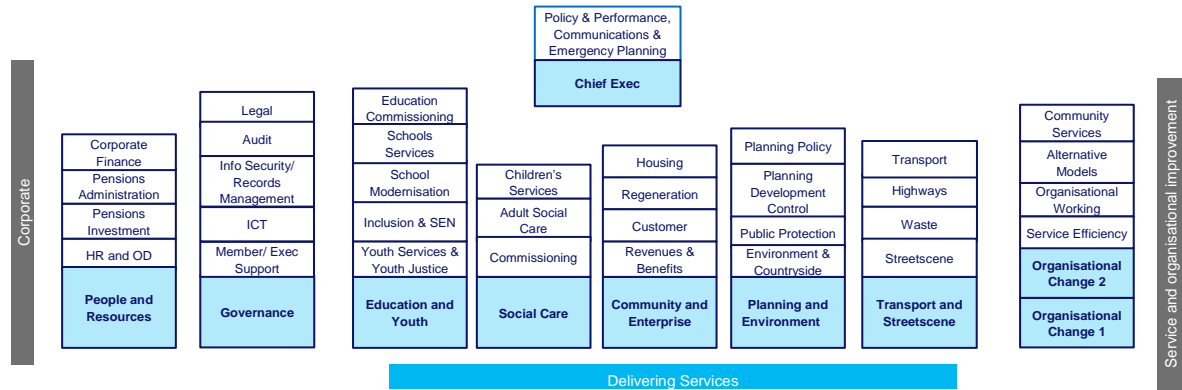 Policy & Performance,
Communications &
Emergency Planning
Chief Exec
Corporate
Corporate
Finance
Pensions
Administration
Pensions
Investment
HR and OD
People and
Resources
Legal
Audit
Info Security/
Records
Management
ICT
Member/ Exec
Support
Governance
Education
Commissioning
Schools
Services
School
Modernisation
Inclusion & SEN
Youth Services &
Youth Justice
Education and
Youth
Children's
Services
Adult Social
Care
Commissioning
Social Care
Housing
Regeneration
Customer
Revenues &
Benefits
Community and
Enterprise
Planning Policy
Planning
Development
Control
Public Protection
Environment &
Countryside
Planning and
Environment
Transport
Highways
Waste
Streetscene
Transport and
Streetscene
Community
Services
Alternative
Models
Organisational
Working
Service Efficiency
Organisational
Change 2
Organisational
Change 1
Service and organisational improvement
Delivering Services